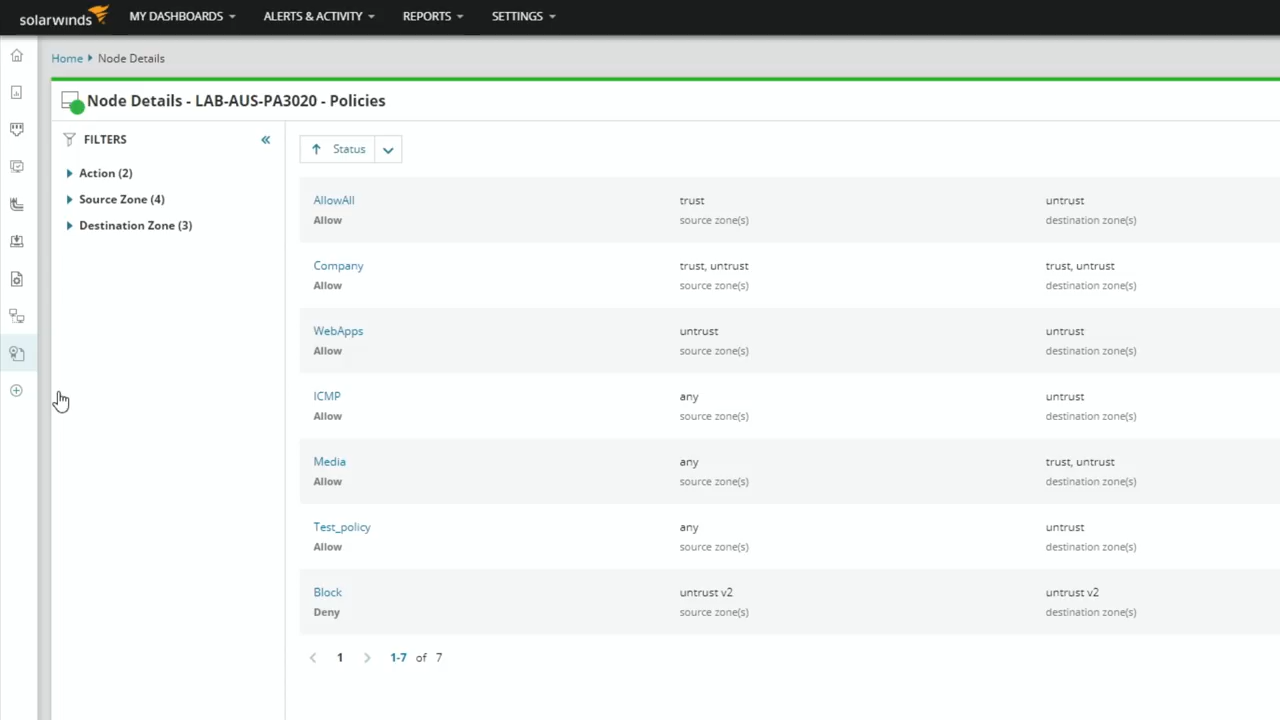 solarwinds MY DASHBOARDS ALERTS & ACTIVITY REPORTS SETTINGS
Home Node Details
Node Details - LAB-AUS-PA3020 - Policies
FILTERS
Action (2)
Source Zone (4)
Destination Zone (3)
Status
AllowAll trust untrust
Allow source zone(s) destination zone(s)
Company trust, untrust trust, untrust
Allow source zone(s) destination zone(s)
WebApps untrust untrust
Allow source zone(s) destination zone(s)
ICMP any untrust
Allow source zone(s) destination zone(s)
Media any trust, untrust
Allow source zone(s) destination zone(s)
Test_policy any untrust
Allow source zone(s) destination zone(s)
Block untrust v2 untrust v2
Deny source zone(s) destination zone(s)
1 1-7 of 7